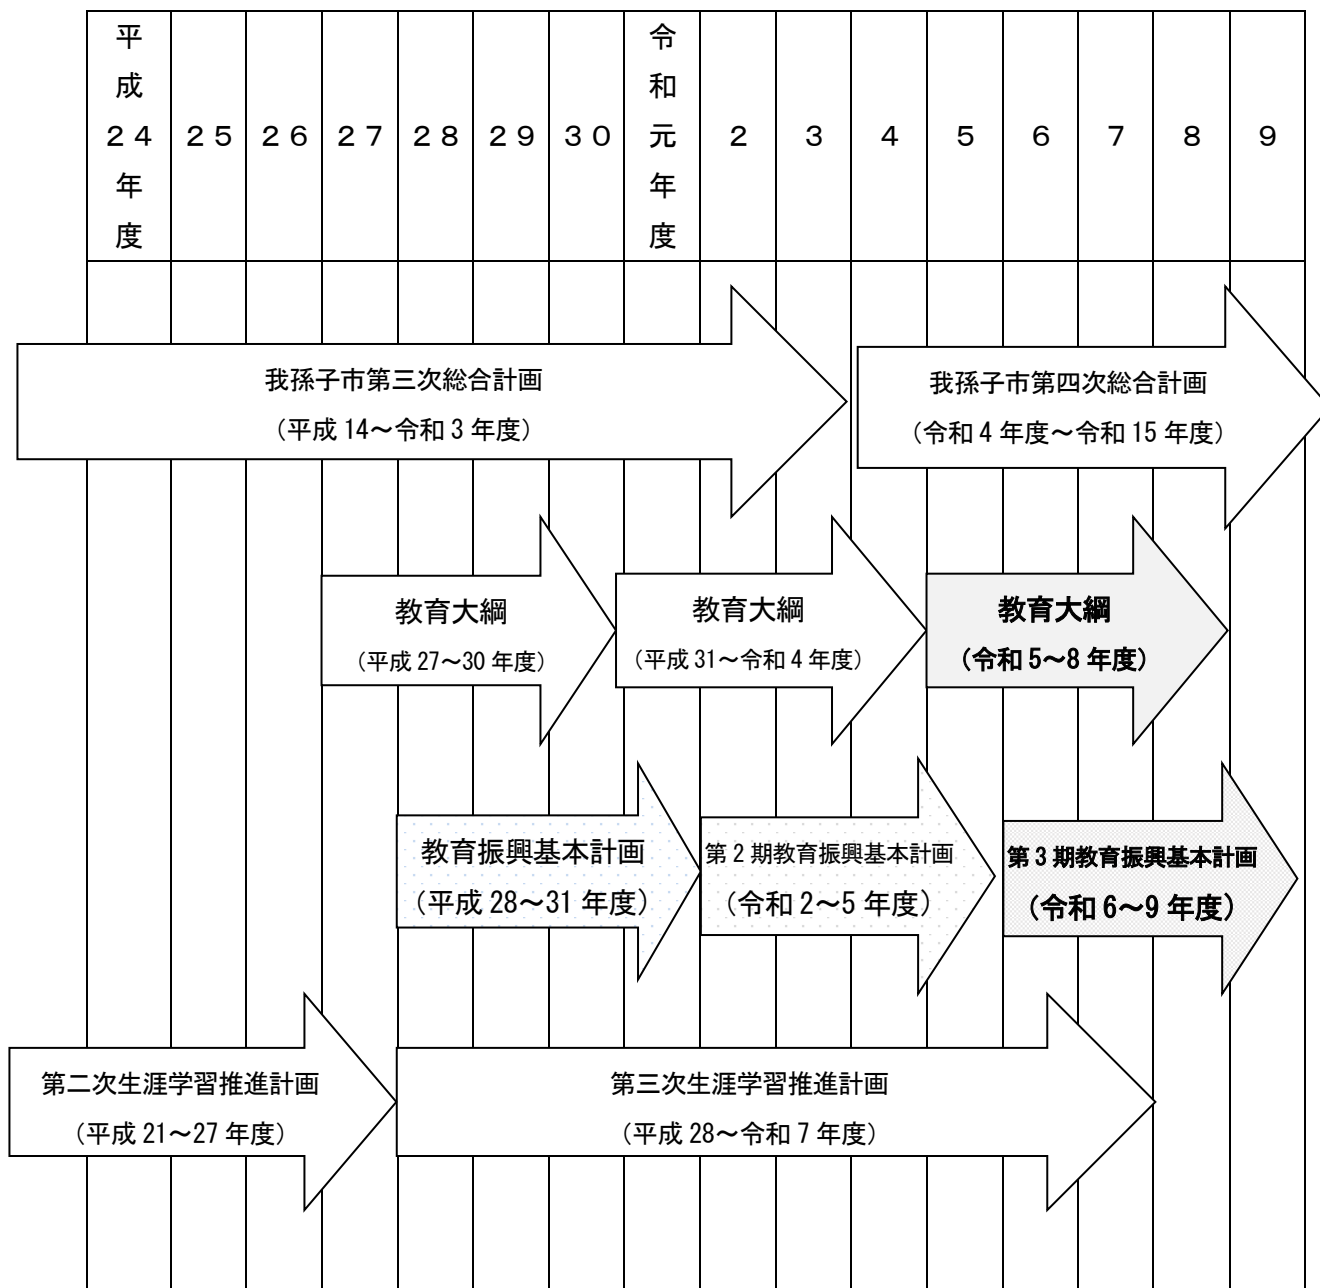 平成24年度
25
26
27
28
29
30
令和元年度
2
3
4
5
6
7
8
9
我孫子市第三次総合計画
（平成 14～令和 3 年度）
我孫子市第四次総合計画
（令和 4 年度～令和 15 年度）
教育大綱
（平成 27～30 年度）
教育大綱
（平成 31～令和 4 年度）
教育大綱
（令和 5～8 年度）
教育振興基本計画
（平成 28～31 年度）
第 2 期教育振興基本計画
（令和 2～5 年度）
第 3 期教育振興基本計画
（令和 6～9 年度）
第二次生涯学習推進計画
（平成 21～27 年度）
第三次生涯学習推進計画
（平成 28～令和 7 年度）